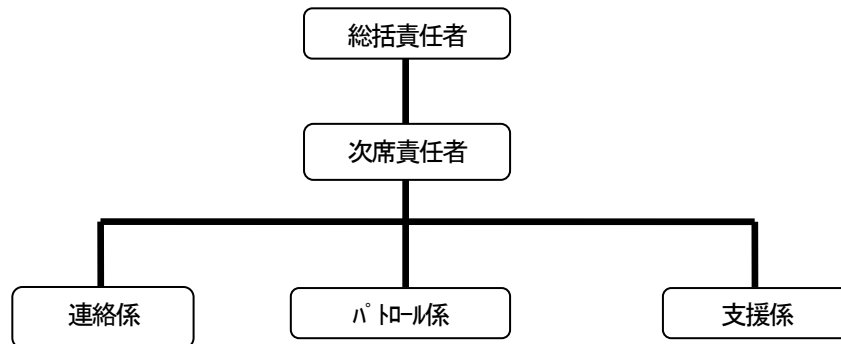 総括責任者
次席責任者
連絡係
ﾊﾟﾄﾛｰﾙ係
支援係